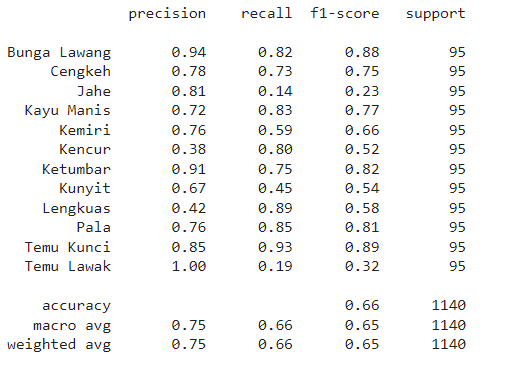 precision recall f1-score support
Bunga Lawang 0.94 0.82 0.88 95
Cengkeh 0.78 0.73 0.75 95
Jahe 0.81 0.14 0.23 95
Kayu Manis 0.72 0.83 0.77 95
Kemiri 0.76 0.59 0.66 95
Kencur 0.38 0.80 0.52 95
Ketumbar 0.91 0.75 0.82 95
Kunyit 0.67 0.45 0.54 95
Lengkuas 0.42 0.89 0.58 95
Pala 0.76 0.85 0.81 95
Temu Kunci 0.85 0.93 0.89 95
Temu Lawak 1.00 0.19 0.32 95
accuracy 0.66 1140
macro avg 0.75 0.66 0.65 1140
weighted avg 0.75 0.66 0.65 1140